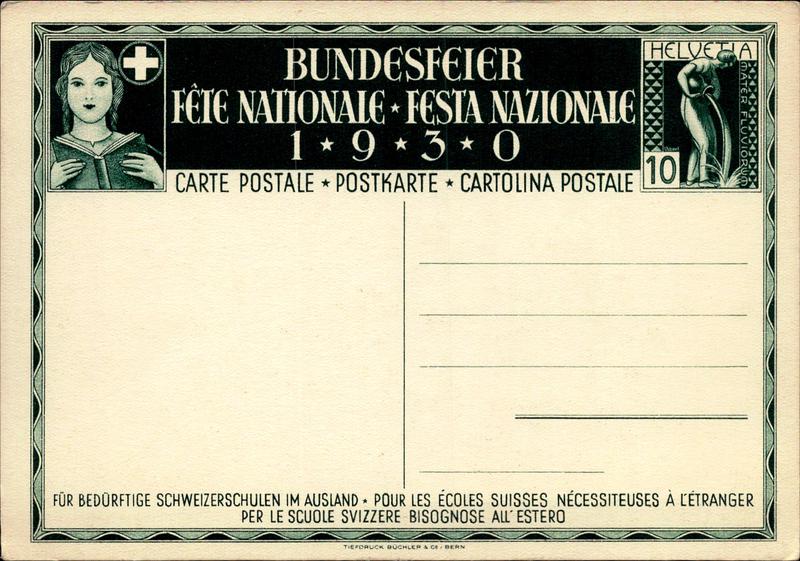 BUNDESFEIER
FÊTE NATIONALE ★ FESTA NAZIONALE
1 ★ 9 ★ 3 ★ 0
CARTE POSTALE ★ POSTKARTE ★ CARTOLINA POSTALE
HELVETIA
10
FÜR BEDÜRFTIGE SCHWEIZERSCHULEN IM AUSLAND ★ POUR LES ÉCOLES SUISSES NÉCESSITEUSES À L'ÉTRANGER
PER LE SCUOLE SVIZZERE BISOGNOSE ALL'ESTERO
TIEFDRUCK BÜCHLER & CE · BERN